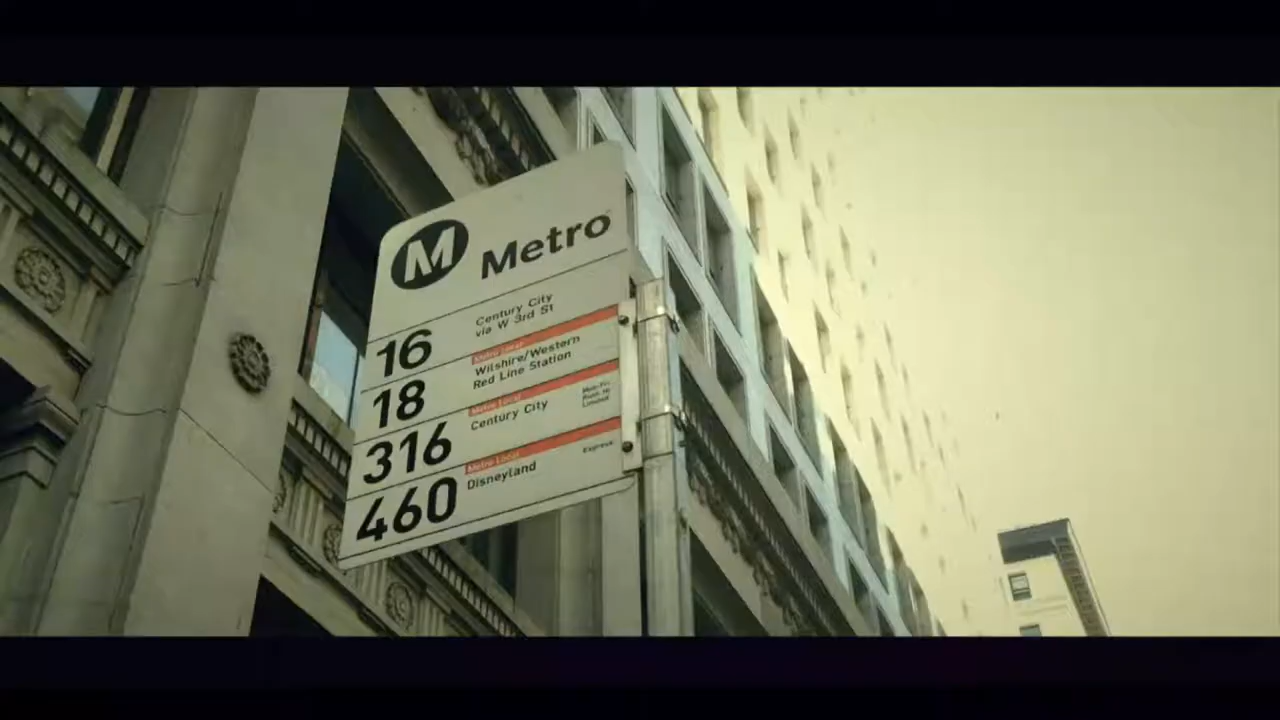 M Metro
16 Century City
via W 3rd St
Metro Local
18 Wilshire/Western
Red Line Station
Metro Local
316 Century City
Metro Local
460 Disneyland
Express